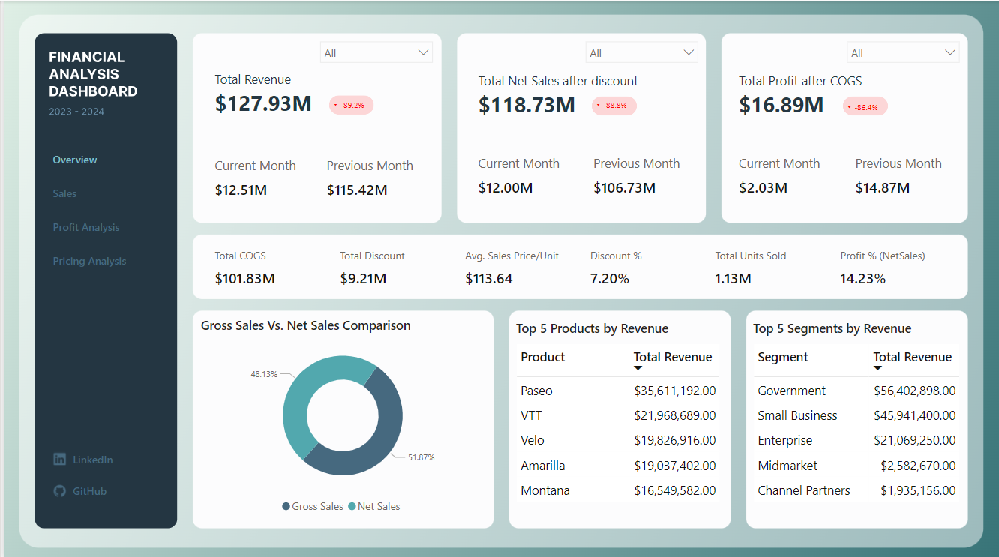 FINANCIAL
ANALYSIS
DASHBOARD
2023 - 2024
Overview
Sales
Profit Analysis
Pricing Analysis
LinkedIn
GitHub
All
Total Revenue
$127.93M
-89.2%
Current Month
Previous Month
$12.51M
$115.42M
All
Total Net Sales after discount
$118.73M
-88.8%
Current Month
Previous Month
$12.00M
$106.73M
All
Total Profit after COGS
$16.89M
-86.4%
Current Month
Previous Month
$2.03M
$14.87M
Total COGS
$101.83M
Total Discount
$9.21M
Avg. Sales Price/Unit
$113.64
Discount %
7.20%
Total Units Sold
1.13M
Profit % (NetSales)
14.23%
Gross Sales Vs. Net Sales Comparison
48.13%
51.87%
Gross Sales Net Sales
Top 5 Products by Revenue
Product Total Revenue
Paseo $35,611,192.00
VTT $21,968,689.00
Velo $19,826,916.00
Amarilla $19,037,402.00
Montana $16,549,582.00
Top 5 Segments by Revenue
Segment Total Revenue
Government $56,402,898.00
Small Business $45,941,400.00
Enterprise $21,069,250.00
Midmarket $2,582,670.00
Channel Partners $1,935,156.00